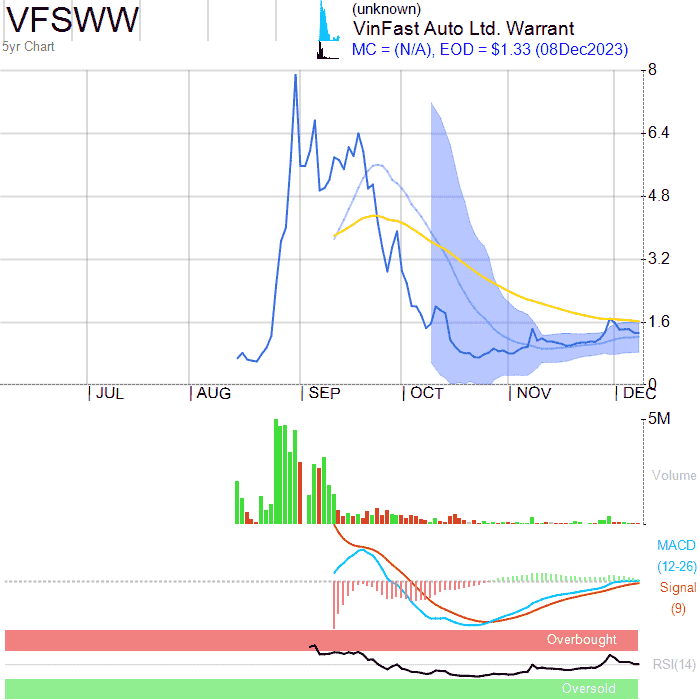 VFSWW
5yr Chart
(unknown)
VinFast Auto Ltd. Warrant
MC = (N/A), EOD = $1.33 (08Dec2023)
8
6.4
4.8
3.2
1.6
0
JUL AUG SEP OCT NOV DEC
5M
Volume
MACD
(12-26)
Signal
(9)
Overbought
RSI(14)
Oversold